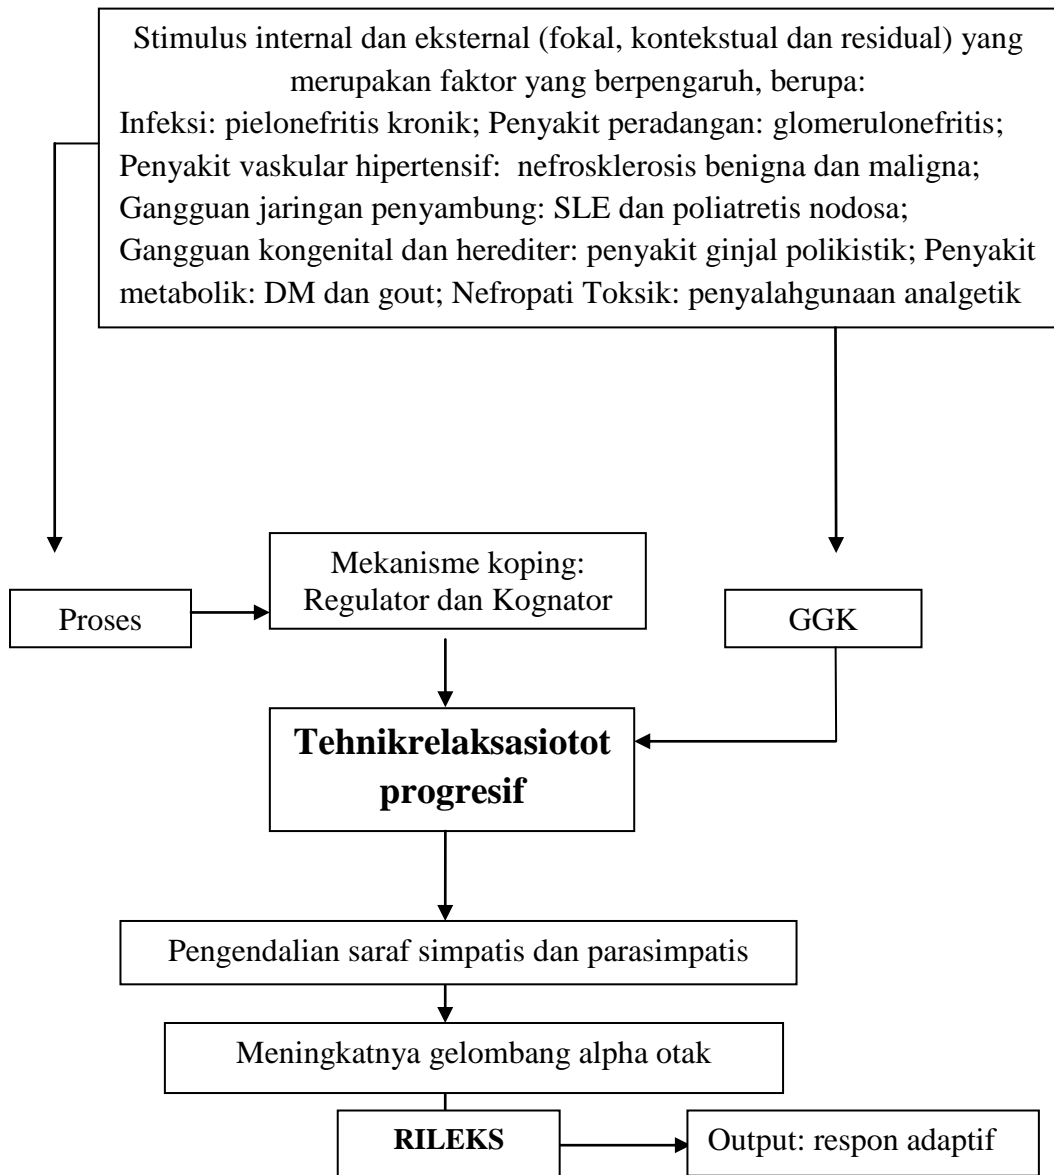 Stimulus internal dan eksternal (fokal, kontekstual dan residual) yang
merupakan faktor yang berpengaruh, berupa:
Infeksi: pielonefritis kronik; Penyakit peradangan: glomerulonefritis;
Penyakit vaskular hipertensif:  nefrosklerosis benigna dan maligna;
Gangguan jaringan penyambung: SLE dan poliatretis nodosa;
Gangguan kongenital dan herediter: penyakit ginjal polikistik; Penyakit
metabolik: DM dan gout; Nefropati Toksik: penyalahgunaan analgetik
Mekanisme koping:
Regulator dan Kognator
Proses
GGK
Tehnikrelaksasiotot
progresif
Pengendalian saraf simpatis dan parasimpatis
Meningkatnya gelombang alpha otak
RILEKS
Output: respon adaptif